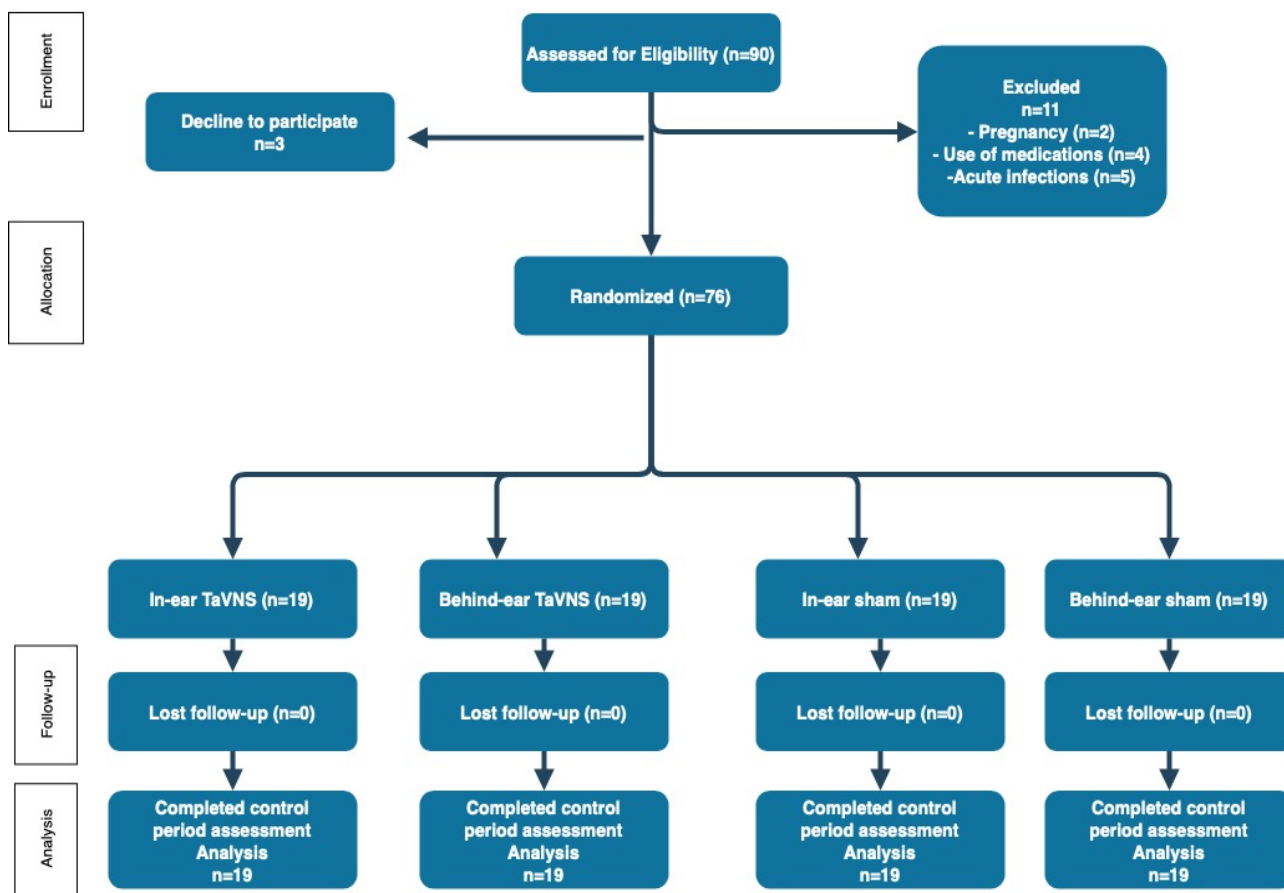 Enrollment
Assessed for Eligibility (n=90)
Decline to participate
n=3
Excluded
n=11
- Pregnancy (n=2)
- Use of medications (n=4)
-Acute infections (n=5)
Allocation
Randomized (n=76)
In-ear TaVNS (n=19)
Behind-ear TaVNS (n=19)
In-ear sham (n=19)
Behind-ear sham (n=19)
Follow-up
Lost follow-up (n=0)
Lost follow-up (n=0)
Lost follow-up (n=0)
Lost follow-up (n=0)
Analysis
Completed control
period assessment
Analysis
n=19
Completed control
period assessment
Analysis
n=19
Completed control
period assessment
Analysis
n=19
Completed control
period assessment
Analysis
n=19